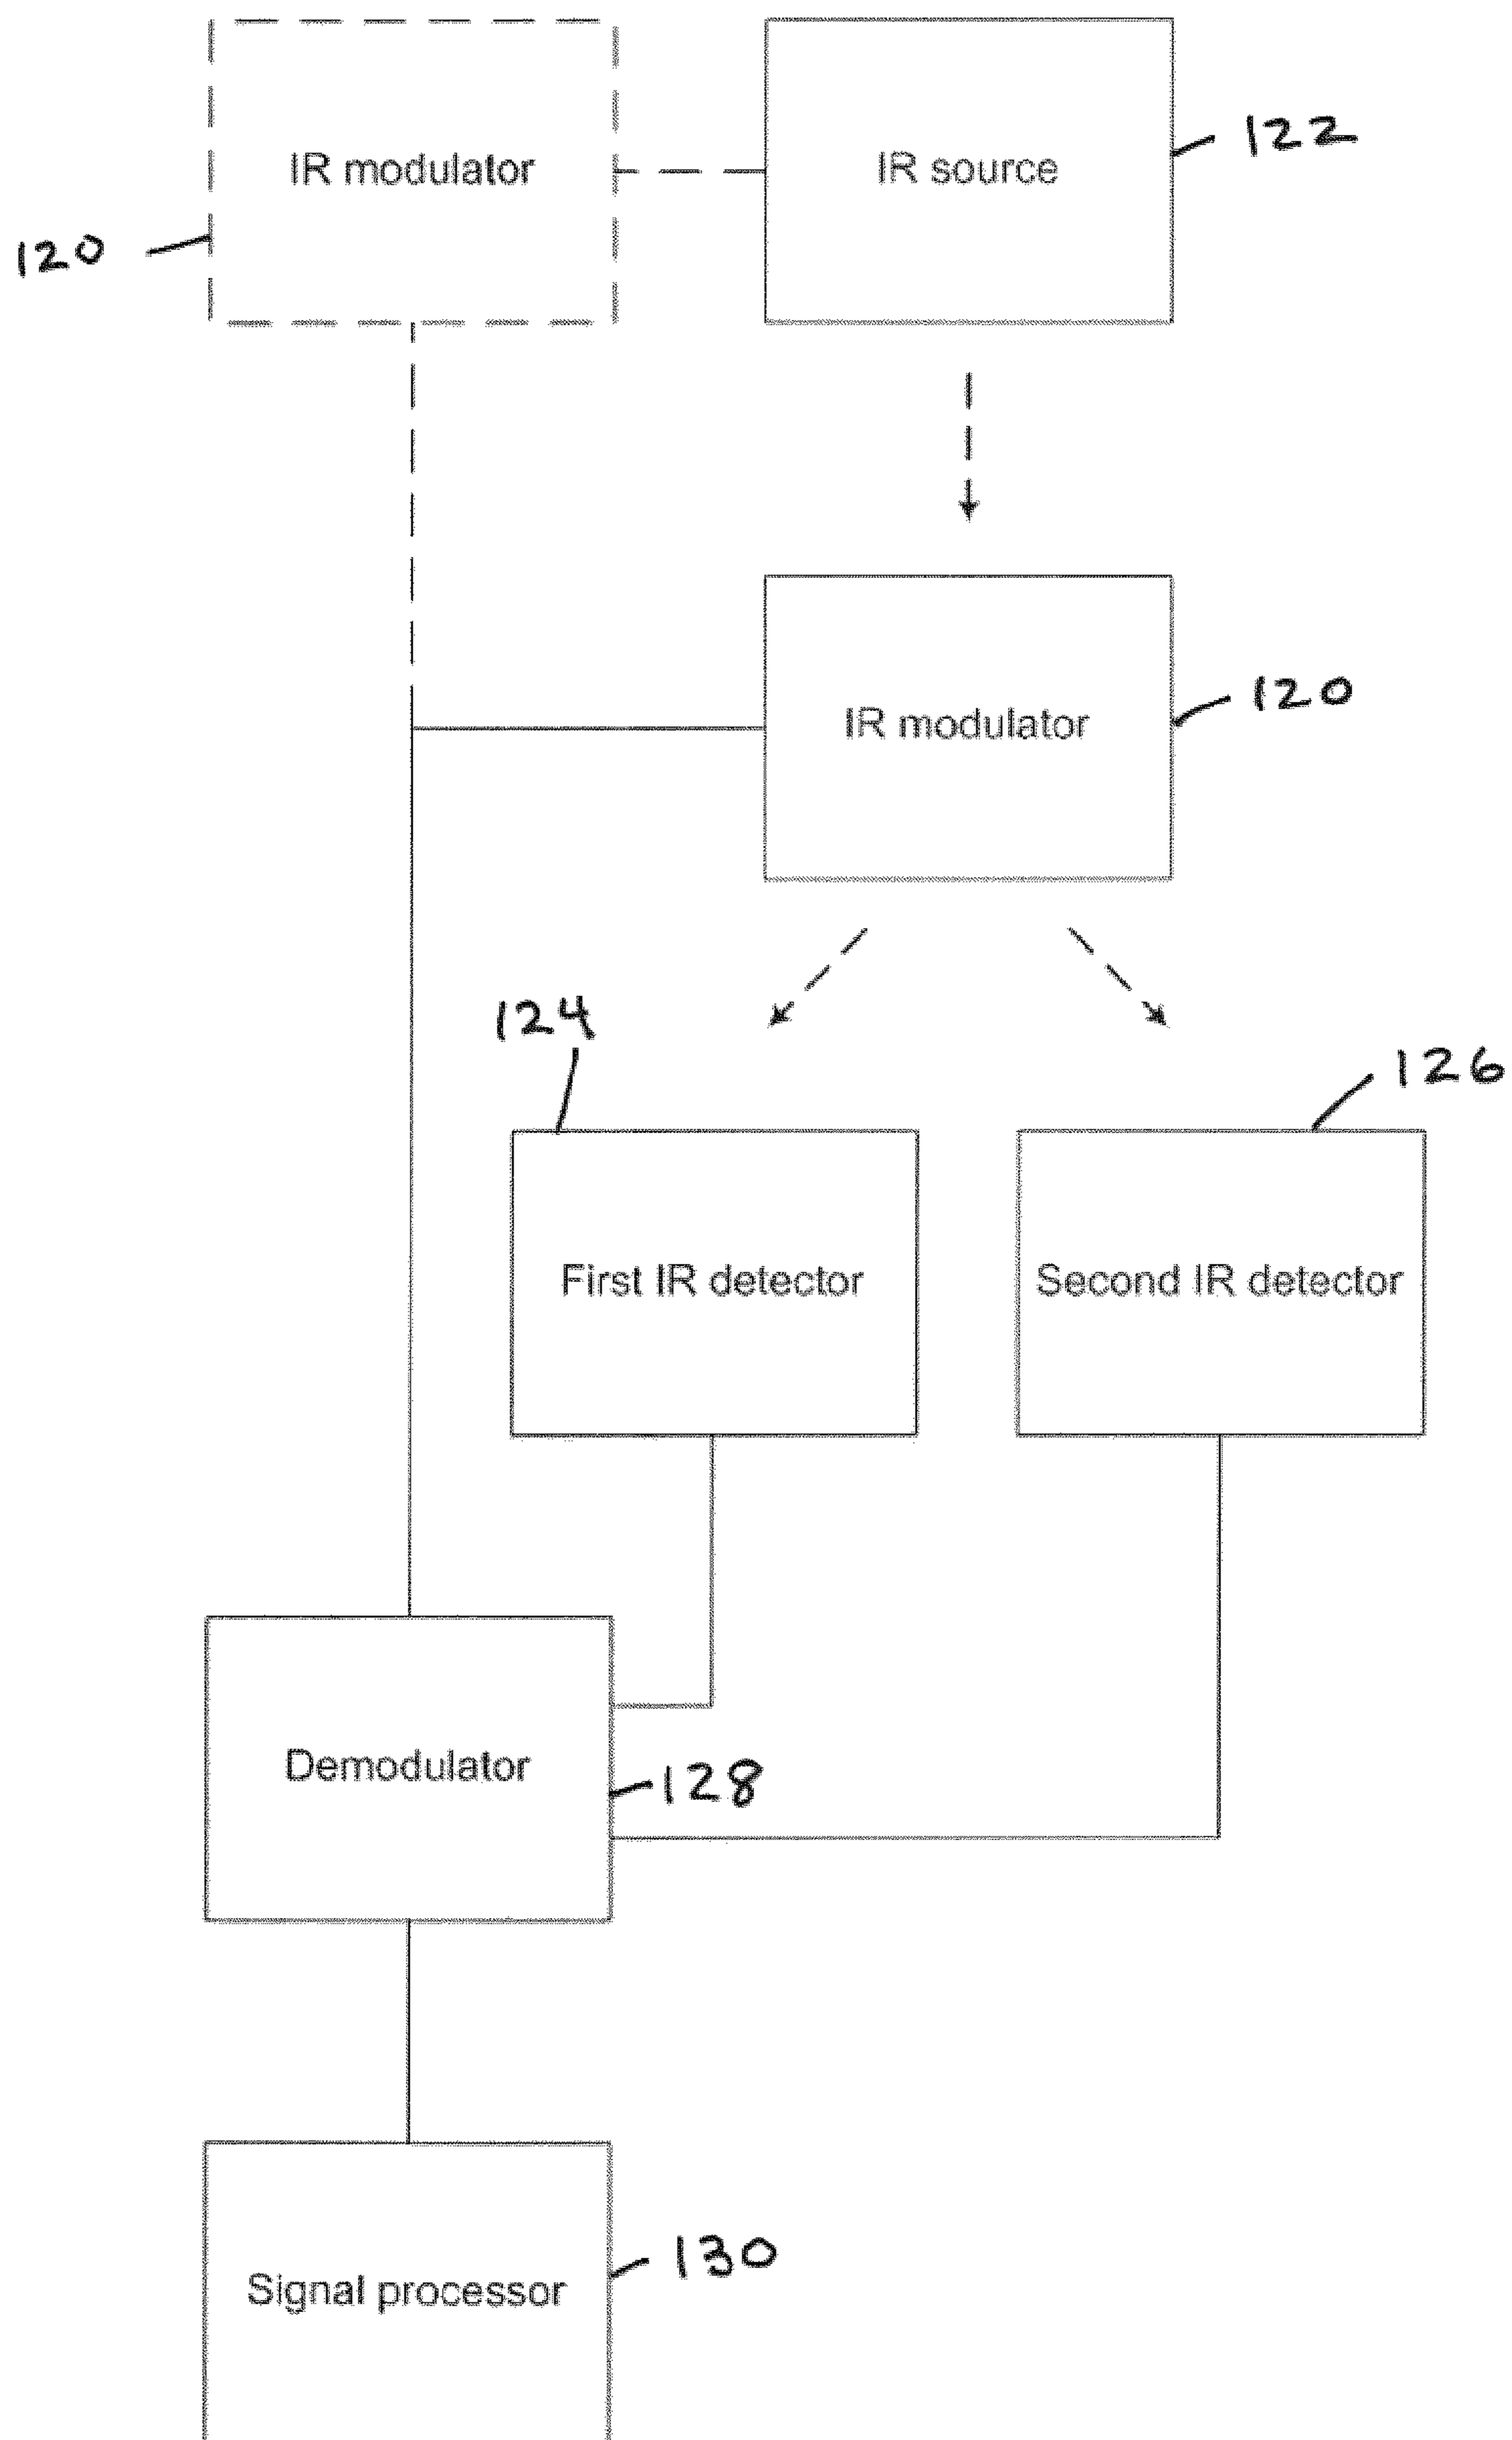 IR modulator
IR source
122
120
IR modulator
120
124
126
First IR detector
Second IR detector
Demodulator
128
Signal processor
130